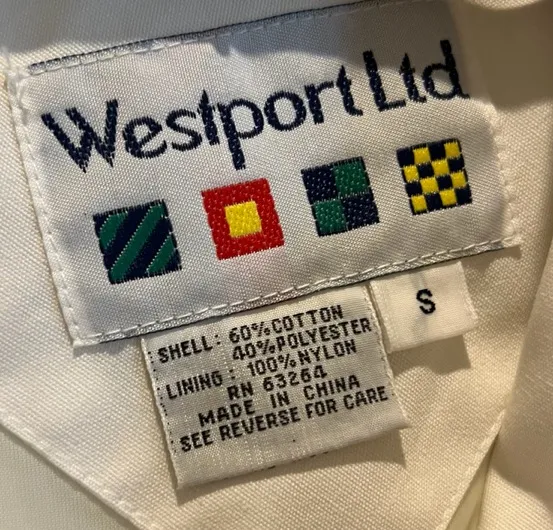 Westport Ltd
S
SHELL: 60% COTTON
40% POLYESTER
LINING: 100% NYLON
RN 63264
MADE IN CHINA
SEE REVERSE FOR CARE